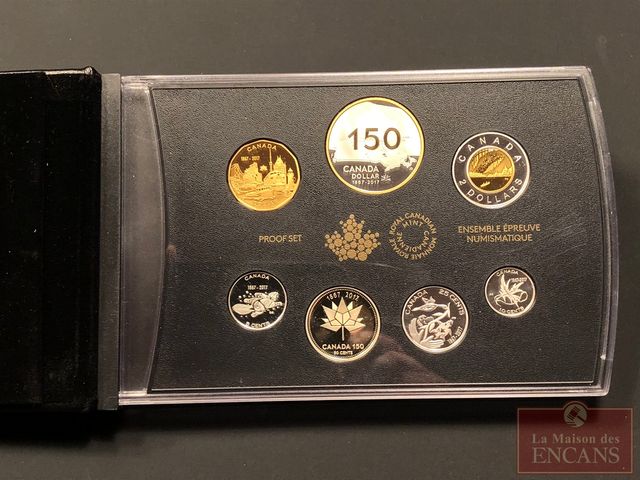 CANADA
1867 - 2017
150
CANADA
DOLLAR
1867-2017
CANADA
2 DOLLARS
PROOF SET
ROYAL CANADIAN MINT
MONNAIE ROYALE CANADIENNE
ENSEMBLE ÉPREUVE
NUMISMATIQUE
CANADA
1867 - 2017
5 CENTS
1867 2017
CANADA 150
50 CENTS
CANADA
25 CENTS
CANADA
10 CENTS
La Maison des
ENCANS